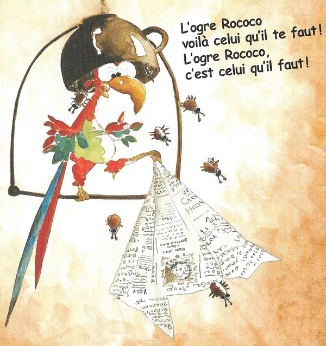 L'ogre Rococo
voilà celui qu'il te faut!
L'ogre Rococo,
c'est celui qu'il faut!